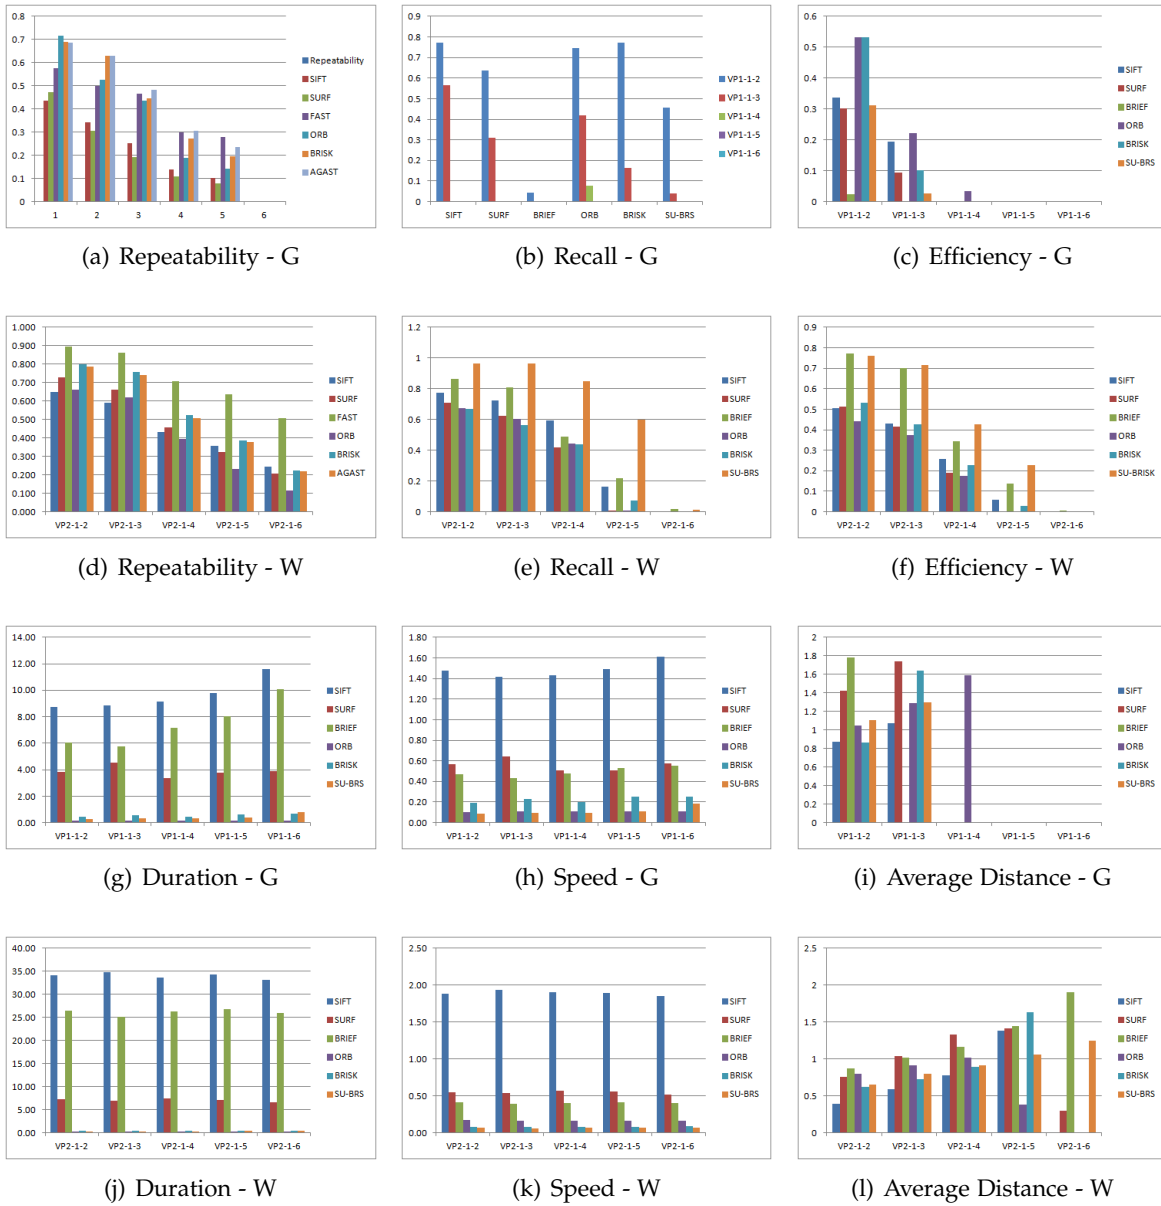 0.8
0.7
0.6
0.5
0.4
0.3
0.2
0.1
0
1 2 3 4 5 6
Repeatability
SIFT
SURF
FAST
ORB
BRISK
AGAST
(a) Repeatability - G
0.9
0.8
0.7
0.6
0.5
0.4
0.3
0.2
0.1
0
SIFT SURF BRIEF ORB BRISK SU-BRS
VP1-1-2
VP1-1-3
VP1-1-4
VP1-1-5
VP1-1-6
(b) Recall - G
0.6
0.5
0.4
0.3
0.2
0.1
0
VP1-1-2 VP1-1-3 VP1-1-4 VP1-1-5 VP1-1-6
SIFT
SURF
BRIEF
ORB
BRISK
SU-BRS
(c) Efficiency - G
1.000
0.900
0.800
0.700
0.600
0.500
0.400
0.300
0.200
0.100
0.000
VP2-1-2 VP2-1-3 VP2-1-4 VP2-1-5 VP2-1-6
SIFT
SURF
FAST
ORB
BRISK
AGAST
(d) Repeatability - W
1.2
1
0.8
0.6
0.4
0.2
0
VP2-1-2 VP2-1-3 VP2-1-4 VP2-1-5 VP2-1-6
SIFT
SURF
BRIEF
ORB
BRISK
SU-BRS
(e) Recall - W
0.9
0.8
0.7
0.6
0.5
0.4
0.3
0.2
0.1
0
VP2-1-2 VP2-1-3 VP2-1-4 VP2-1-5 VP2-1-6
SIFT
SURF
BRIEF
ORB
BRISK
SU-BRISK
(f) Efficiency - W
14.00
12.00
10.00
8.00
6.00
4.00
2.00
0.00
VP1-1-2 VP1-1-3 VP1-1-4 VP1-1-5 VP1-1-6
SIFT
SURF
BRIEF
ORB
BRISK
SU-BRS
(g) Duration - G
1.80
1.60
1.40
1.20
1.00
0.80
0.60
0.40
0.20
0.00
VP1-1-2 VP1-1-3 VP1-1-4 VP1-1-5 VP1-1-6
SIFT
SURF
BRIEF
ORB
BRISK
SU-BRS
(h) Speed - G
2
1.8
1.6
1.4
1.2
1
0.8
0.6
0.4
0.2
0
VP1-1-2 VP1-1-3 VP1-1-4 VP1-1-5 VP1-1-6
SIFT
SURF
BRIEF
ORB
BRISK
SU-BRS
(i) Average Distance - G
40.00
35.00
30.00
25.00
20.00
15.00
10.00
5.00
0.00
VP2-1-2 VP2-1-3 VP2-1-4 VP2-1-5 VP2-1-6
SIFT
SURF
BRIEF
ORB
BRISK
SU-BRS
(j) Duration - W
2.50
2.00
1.50
1.00
0.50
0.00
VP2-1-2 VP2-1-3 VP2-1-4 VP2-1-5 VP2-1-6
SIFT
SURF
BRIEF
ORB
BRISK
SU-BRS
(k) Speed - W
2.5
2
1.5
1
0.5
0
VP2-1-2 VP2-1-3 VP2-1-4 VP2-1-5 VP2-1-6
SIFT
SURF
BRIEF
ORB
BRISK
SU-BRS
(l) Average Distance - W